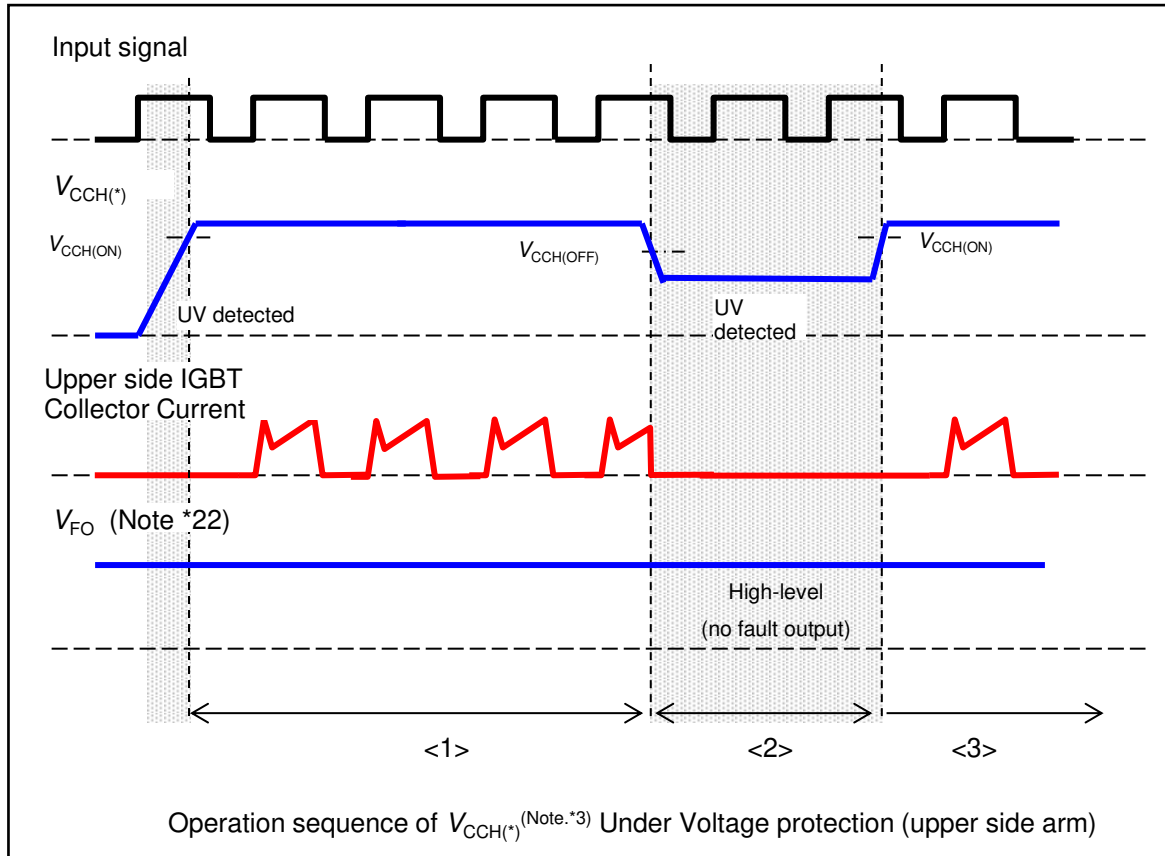 Input signal
VCCH(*)
VCCH(ON)
VCCH(OFF)
VCCH(ON)
UV detected
UV
detected
Upper side IGBT
Collector Current
VFO (Note *22)
High-level
(no fault output)
<1>
<2>
<3>
Operation sequence of VCCH(*)(Note.*3) Under Voltage protection (upper side arm)